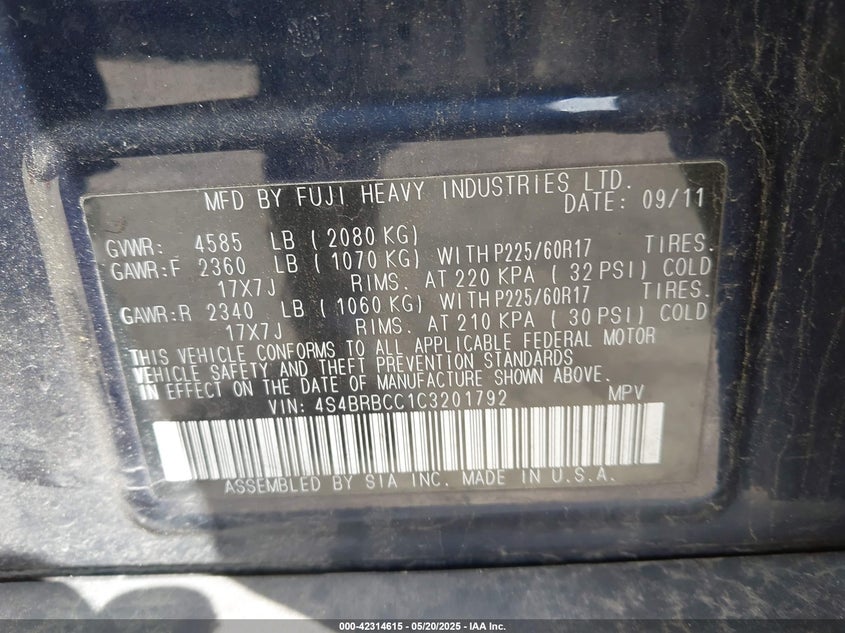 MFD BY FUJI HEAVY INDUSTRIES LTD.
DATE: 09/11
GVWR: 4585 LB ( 2080 KG)
GAWR:F 2360 LB ( 1070 KG) WITH P225/60R17 TIRES.
17X7J RIMS. AT 220 KPA ( 32 PSI) COLD
GAWR:R 2340 LB ( 1060 KG) WITH P225/60R17 TIRES.
17X7J RIMS. AT 210 KPA ( 30 PSI) COLD
THIS VEHICLE CONFORMS TO ALL APPLICABLE FEDERAL MOTOR
VEHICLE SAFETY AND THEFT PREVENTION STANDARDS
IN EFFECT ON THE DATE OF MANUFACTURE SHOWN ABOVE.
VIN: 4S4BRBCC1C3201792 MPV
ASSEMBLED BY SIA INC. MADE IN U.S.A.
000-42314615 - 05/20/2025 - IAA Inc.